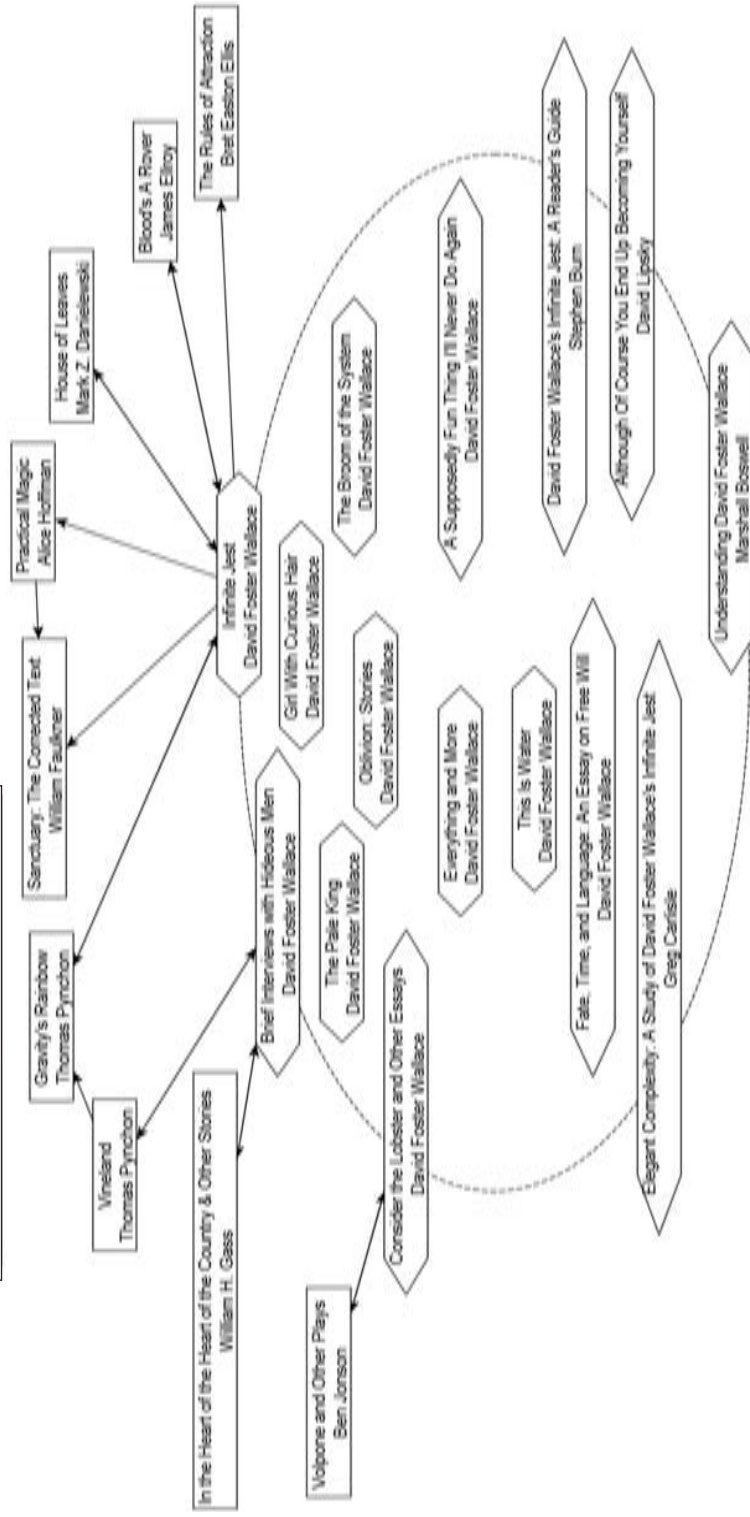 Practical Magic
Alice Hoffman
House of Leaves
Mark Z. Danielewski
Sanctuary: The Corrected Text
William Faulkner
Gravity's Rainbow
Thomas Pynchon
Blood's A Rover
James Ellroy
Vineland
Thomas Pynchon
The Rules of Attraction
Bret Easton Ellis
In the Heart of the Heart of the Country & Other Stories
William H. Gass
Infinite Jest
David Foster Wallace
Brief Interviews with Hideous Men
David Foster Wallace
Girl With Curious Hair
David Foster Wallace
Volpone and Other Plays
Ben Jonson
The Pale King
David Foster Wallace
The Broom of the System
David Foster Wallace
Oblivion: Stories
David Foster Wallace
Consider the Lobster and Other Essays
David Foster Wallace
Everything and More
David Foster Wallace
A Supposedly Fun Thing I'll Never Do Again
David Foster Wallace
This Is Water
David Foster Wallace
David Foster Wallace's Infinite Jest: A Reader's Guide
Stephen Burn
Fate, Time, and Language: An Essay on Free Will
David Foster Wallace
Although Of Course You End Up Becoming Yourself
David Lipsky
Elegant Complexity: A Study of David Foster Wallace's Infinite Jest
Greg Carlisle
Understanding David Foster Wallace
Marshall Boswell